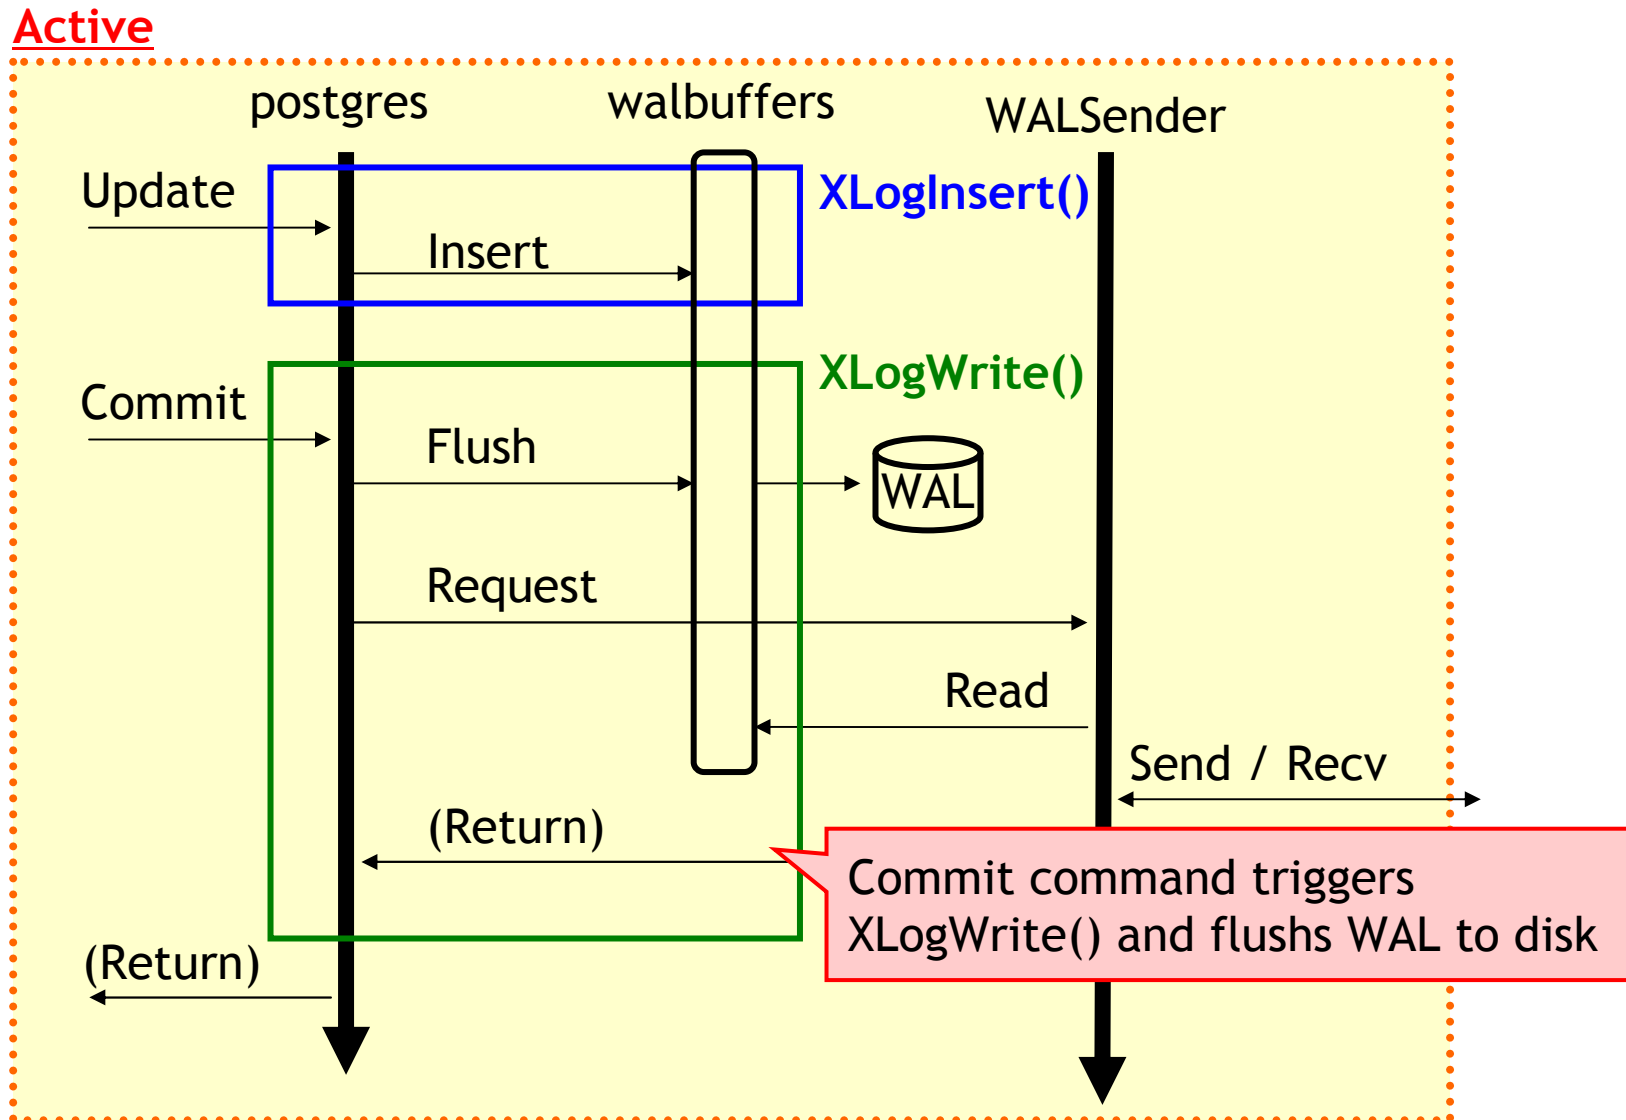 Active
postgres
walbuffers
WALSender
Update
XLogInsert()
Insert
XLogWrite()
Commit
Flush
WAL
Request
Read
Send / Recv
(Return)
Commit command triggers
XLogWrite() and flushs WAL to disk
(Return)